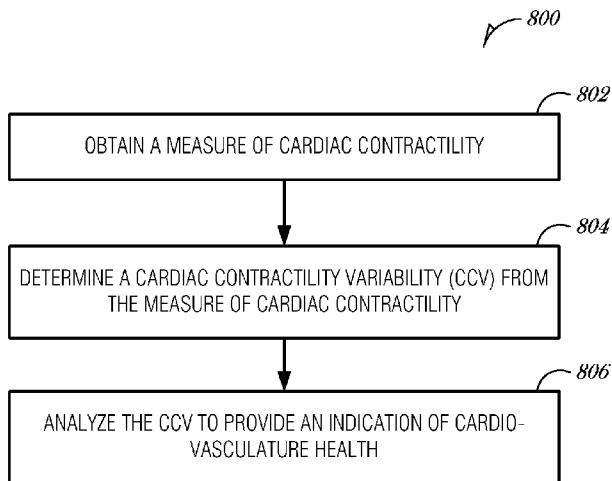 800
802
OBTAIN A MEASURE OF CARDIAC CONTRACTILITY
804
DETERMINE A CARDIAC CONTRACTILITY VARIABILITY (CCV) FROM
THE MEASURE OF CARDIAC CONTRACTILITY
806
ANALYZE THE CCV TO PROVIDE AN INDICATION OF CARDIO-
VASCULATURE HEALTH